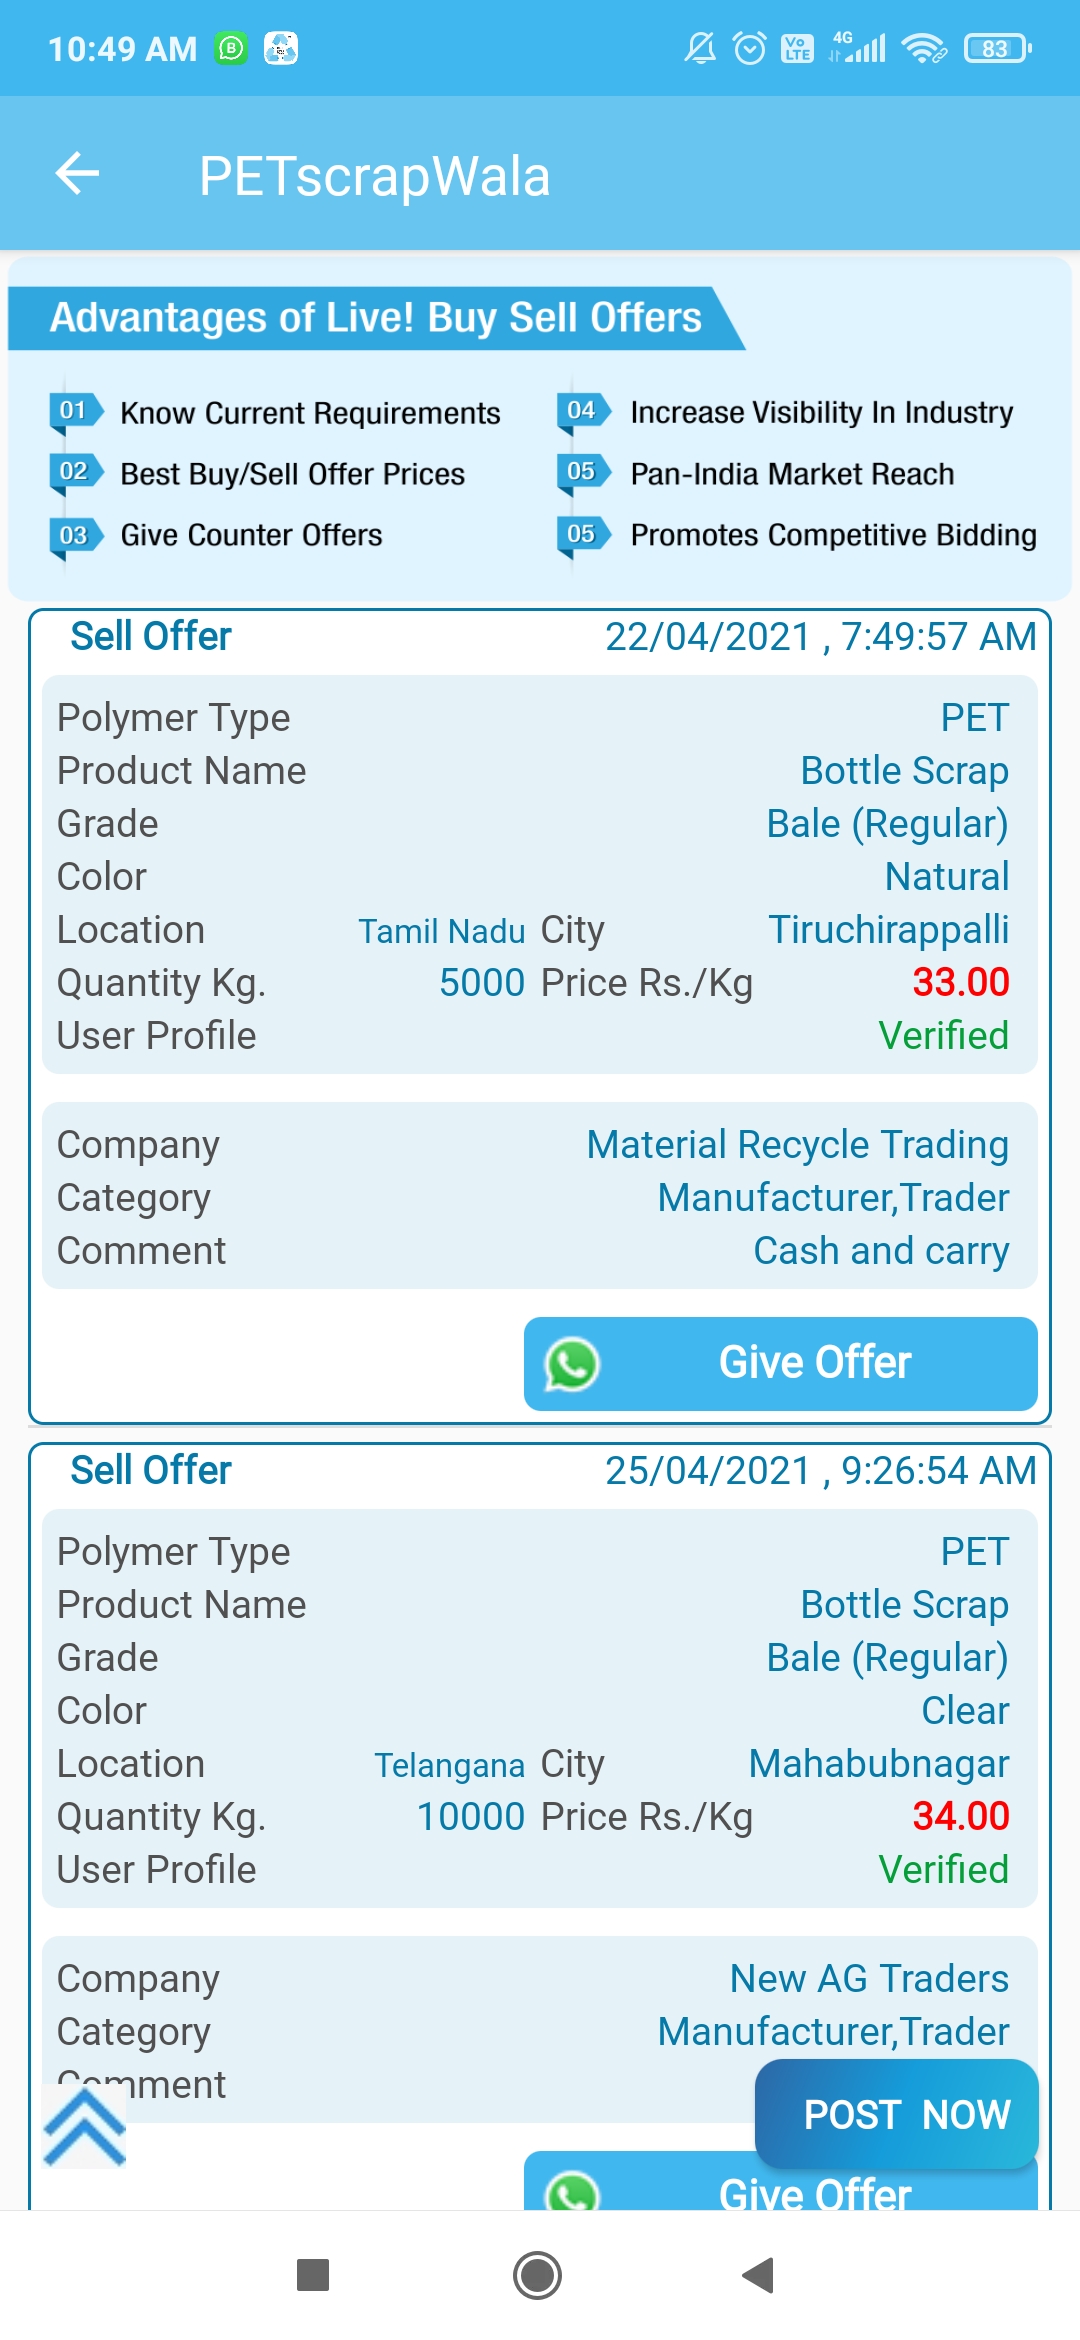 10:49 AM
Vo LTE 4G 83
PETscrapWala
Advantages of Live! Buy Sell Offers
01 Know Current Requirements
02 Best Buy/Sell Offer Prices
03 Give Counter Offers
04 Increase Visibility In Industry
05 Pan-India Market Reach
05 Promotes Competitive Bidding
Sell Offer 22/04/2021 , 7:49:57 AM
Polymer Type PET
Product Name Bottle Scrap
Grade Bale (Regular)
Color Natural
Location Tamil Nadu City Tiruchirappalli
Quantity Kg. 5000 Price Rs./Kg 33.00
User Profile Verified
Company Material Recycle Trading
Category Manufacturer,Trader
Comment Cash and carry
Give Offer
Sell Offer 25/04/2021 , 9:26:54 AM
Polymer Type PET
Product Name Bottle Scrap
Grade Bale (Regular)
Color Clear
Location Telangana City Mahabubnagar
Quantity Kg. 10000 Price Rs./Kg 34.00
User Profile Verified
Company New AG Traders
Category Manufacturer,Trader
Comment
POST NOW
Give Offer